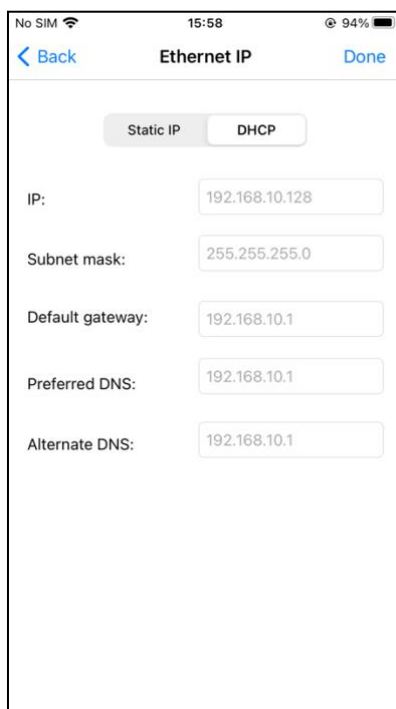 No SIM 15:58 94%
Back Ethernet IP Done
Static IP DHCP
IP: 192.168.10.128
Subnet mask: 255.255.255.0
Default gateway: 192.168.10.1
Preferred DNS: 192.168.10.1
Alternate DNS: 192.168.10.1